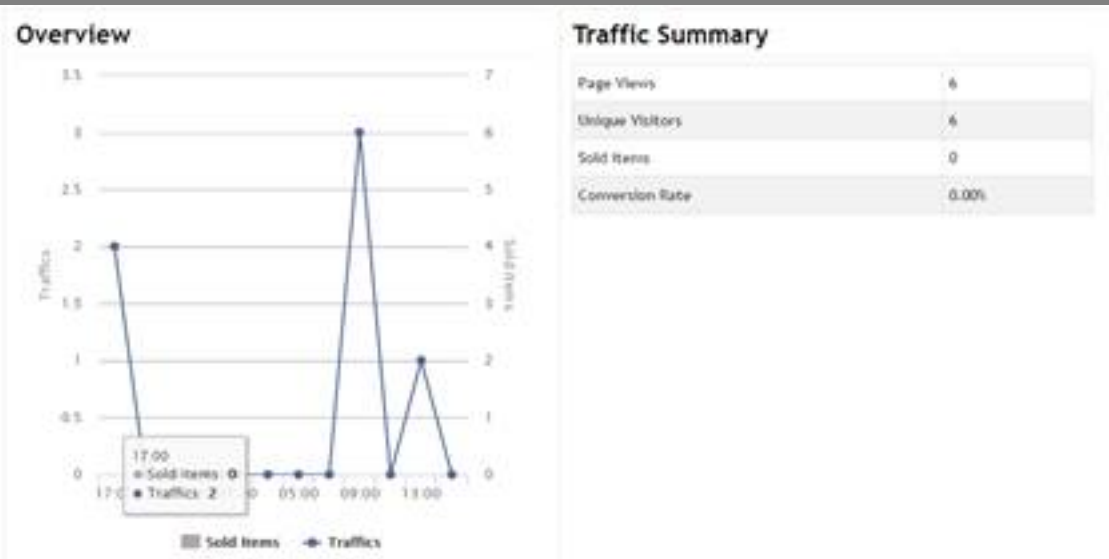 Overview
3.5
3
2.5
2
1.5
1
0.5
0
Traffics
7
6
5
4
3
2
1
0
Sold Items
17:00
Sold Items: 0
Traffics: 2
05:00 09:00 13:00
Sold Items Traffics
Traffic Summary
Page Views 6
Unique Visitors 6
Sold Items 0
Conversion Rate 0.00%